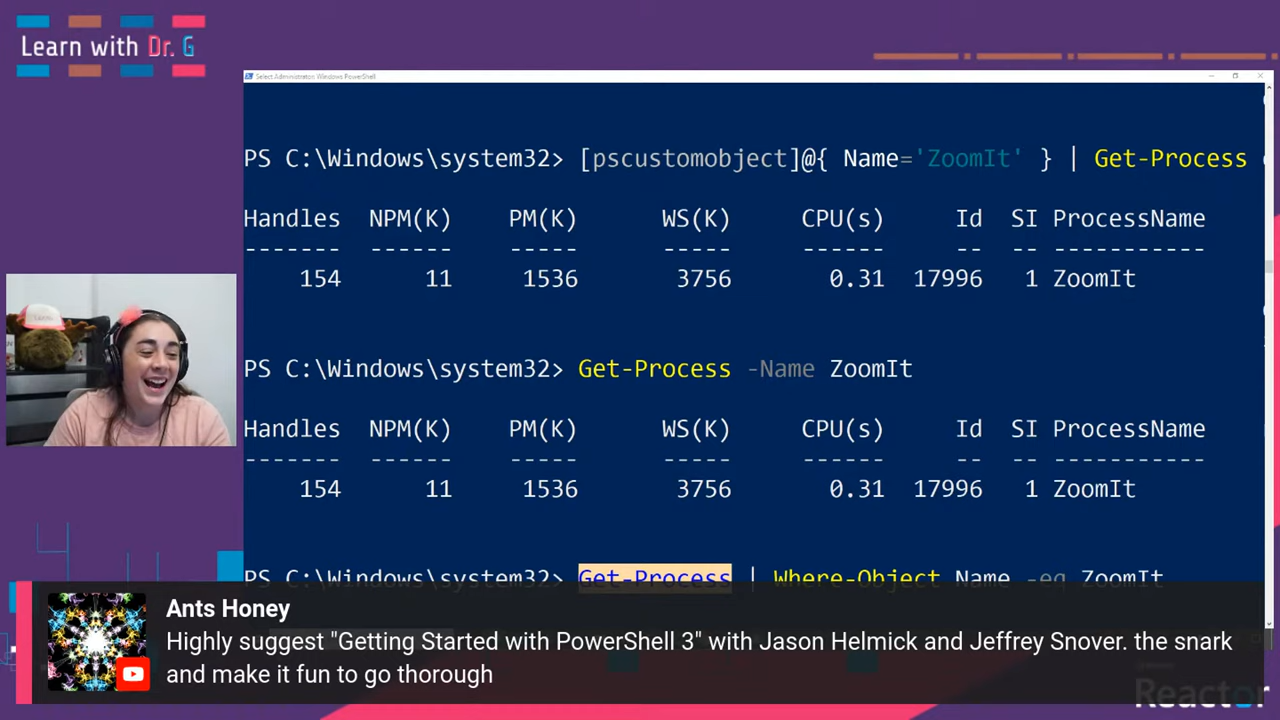 Learn with Dr. G
Select Administrator: Windows PowerShell
PS C:\Windows\system32> [pscustomobject]@{ Name='ZoomIt' } | Get-Process
Handles NPM(K) PM(K) WS(K) CPU(s) Id SI ProcessName
------- ------ ----- ----- ------ -- -- -----------
154 11 1536 3756 0.31 17996 1 ZoomIt
PS C:\Windows\system32> Get-Process -Name ZoomIt
Handles NPM(K) PM(K) WS(K) CPU(s) Id SI ProcessName
------- ------ ----- ----- ------ -- -- -----------
154 11 1536 3756 0.31 17996 1 ZoomIt
PS C:\Windows\system32> Get-Process | Where-Object Name -eq ZoomIt
Ants Honey
Highly suggest "Getting Started with PowerShell 3" with Jason Helmick and Jeffrey Snover. the snark
and make it fun to go thorough
Reactor